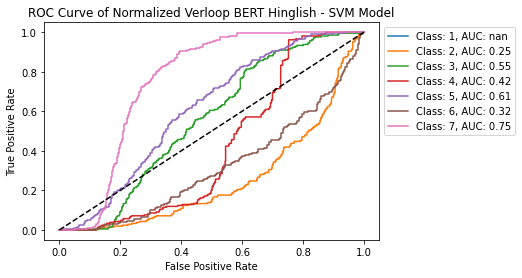 ROC Curve of Normalized Verloop BERT Hinglish - SVM Model
True Positive Rate
1.0
0.8
0.6
0.4
0.2
0.0
0.0 0.2 0.4 0.6 0.8 1.0
False Positive Rate
Class: 1, AUC: nan
Class: 2, AUC: 0.25
Class: 3, AUC: 0.55
Class: 4, AUC: 0.42
Class: 5, AUC: 0.61
Class: 6, AUC: 0.32
Class: 7, AUC: 0.75